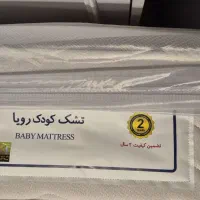 تشک کودک رویا
BABY MATTRESS
2
تضمین کیفیت: ۲ سال